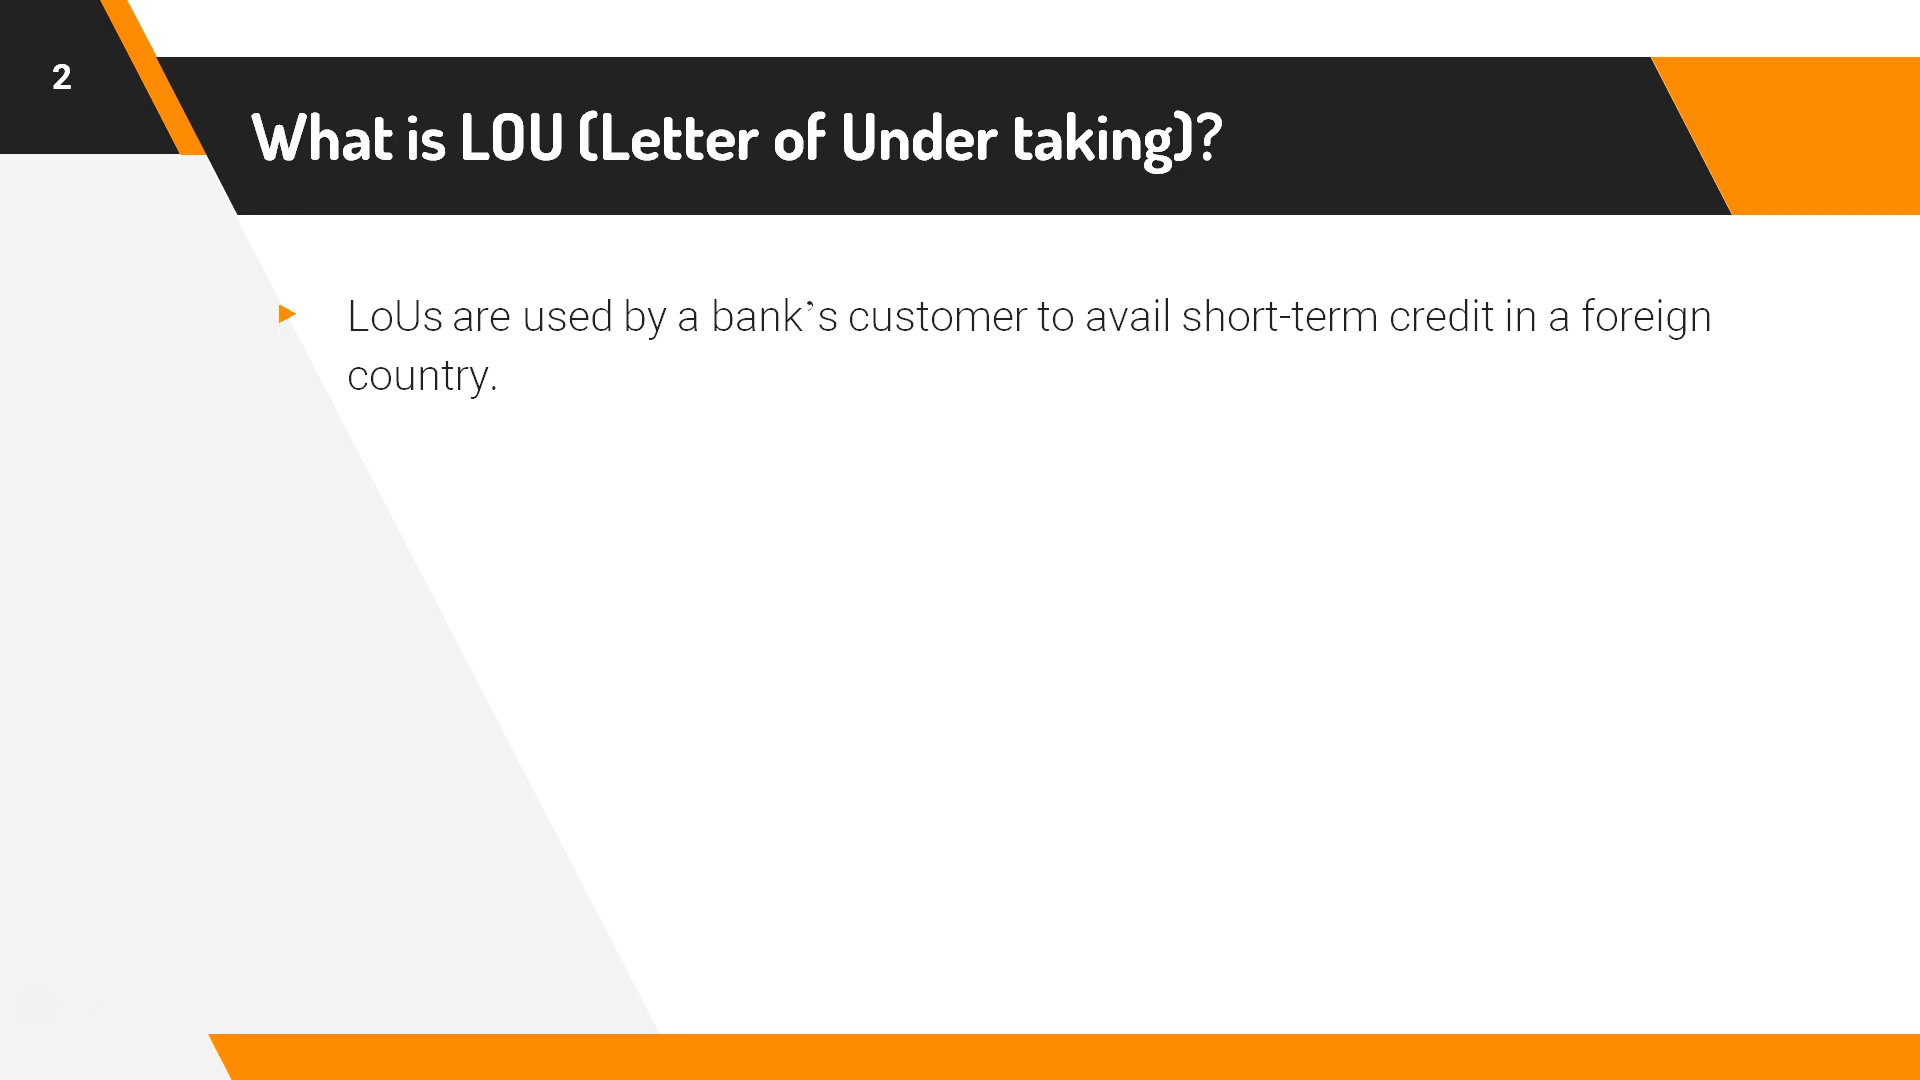 2
What is LOU (Letter of Under taking)?
LoUs are used by a bank’s customer to avail short-term credit in a foreign
country.